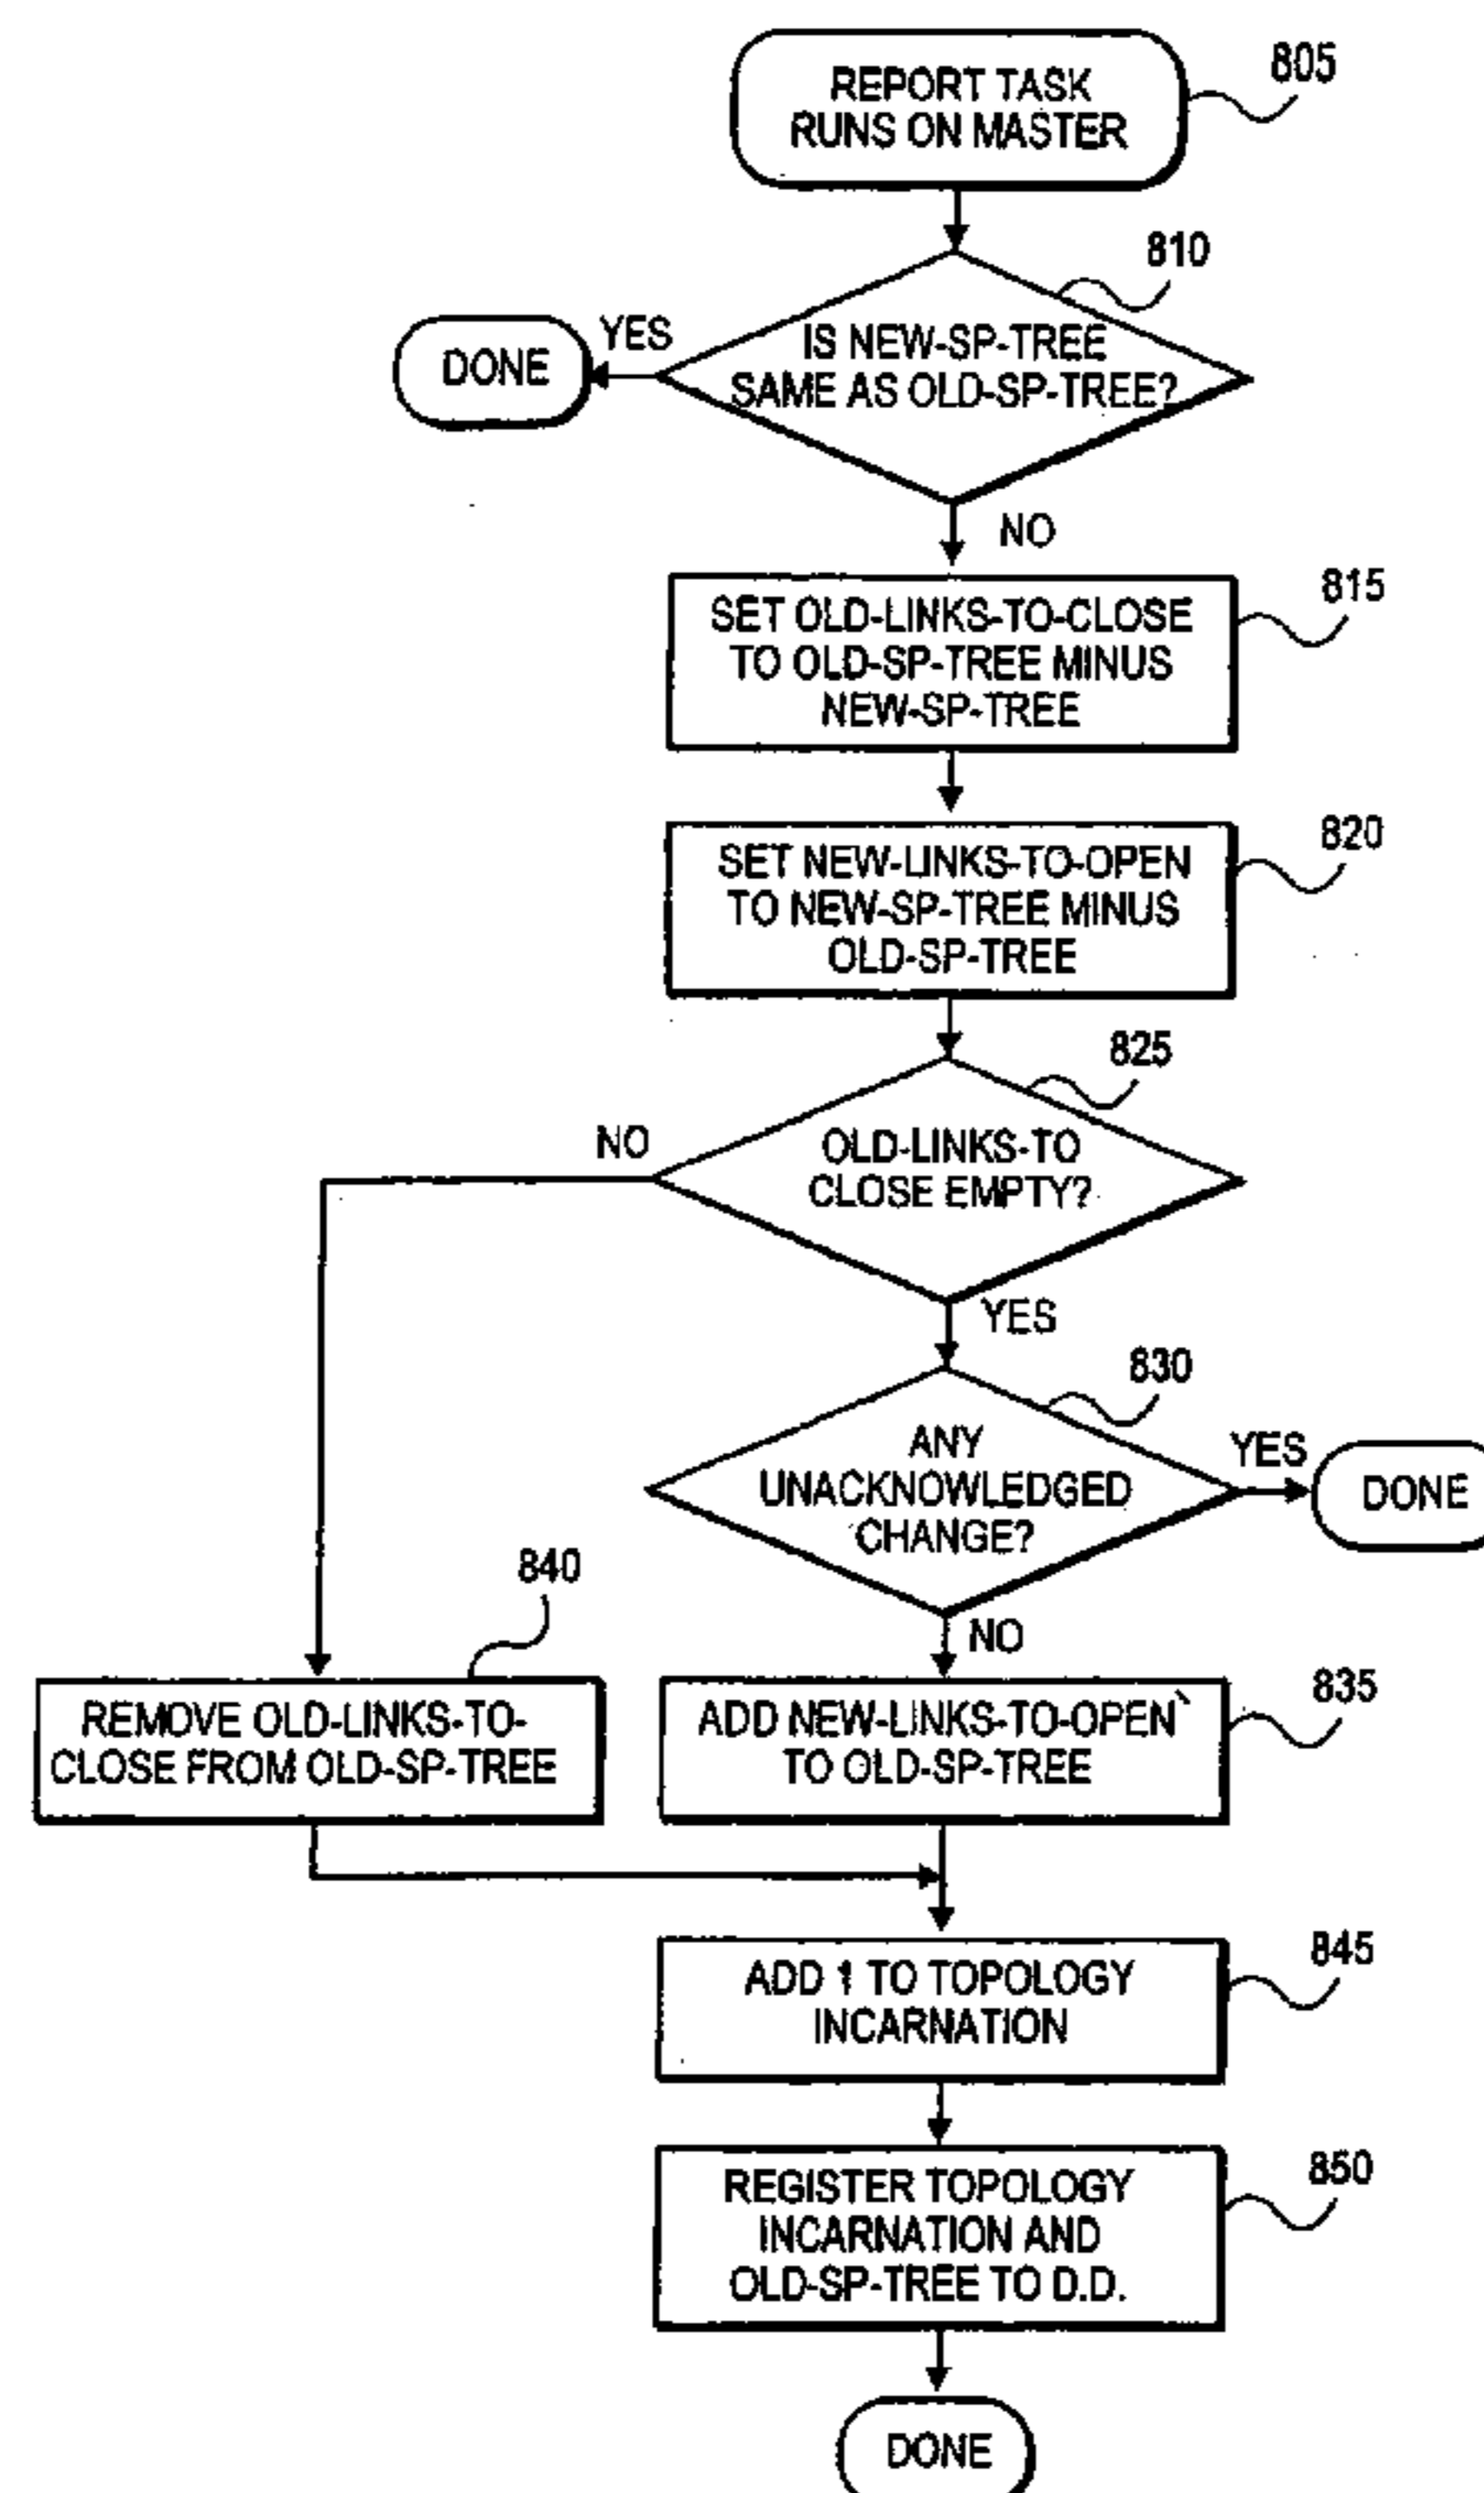 REPORT TASK
RUNS ON MASTER
805
810
IS NEW-SP-TREE
SAME AS OLD-SP-TREE?
YES
DONE
NO
815
SET OLD-LINKS-TO-CLOSE
TO OLD-SP-TREE MINUS
NEW-SP-TREE
820
SET NEW-LINKS-TO-OPEN
TO NEW-SP-TREE MINUS
OLD-SP-TREE
825
NO
OLD-LINKS-TO
CLOSE EMPTY?
YES
830
ANY
UNACKNOWLEDGED
CHANGE?
YES
DONE
NO
840
REMOVE OLD-LINKS-TO-
CLOSE FROM OLD-SP-TREE
835
ADD NEW-LINKS-TO-OPEN
TO OLD-SP-TREE
845
ADD 1 TO TOPOLOGY
INCARNATION
850
REGISTER TOPOLOGY
INCARNATION AND
OLD-SP-TREE TO D.D.
DONE